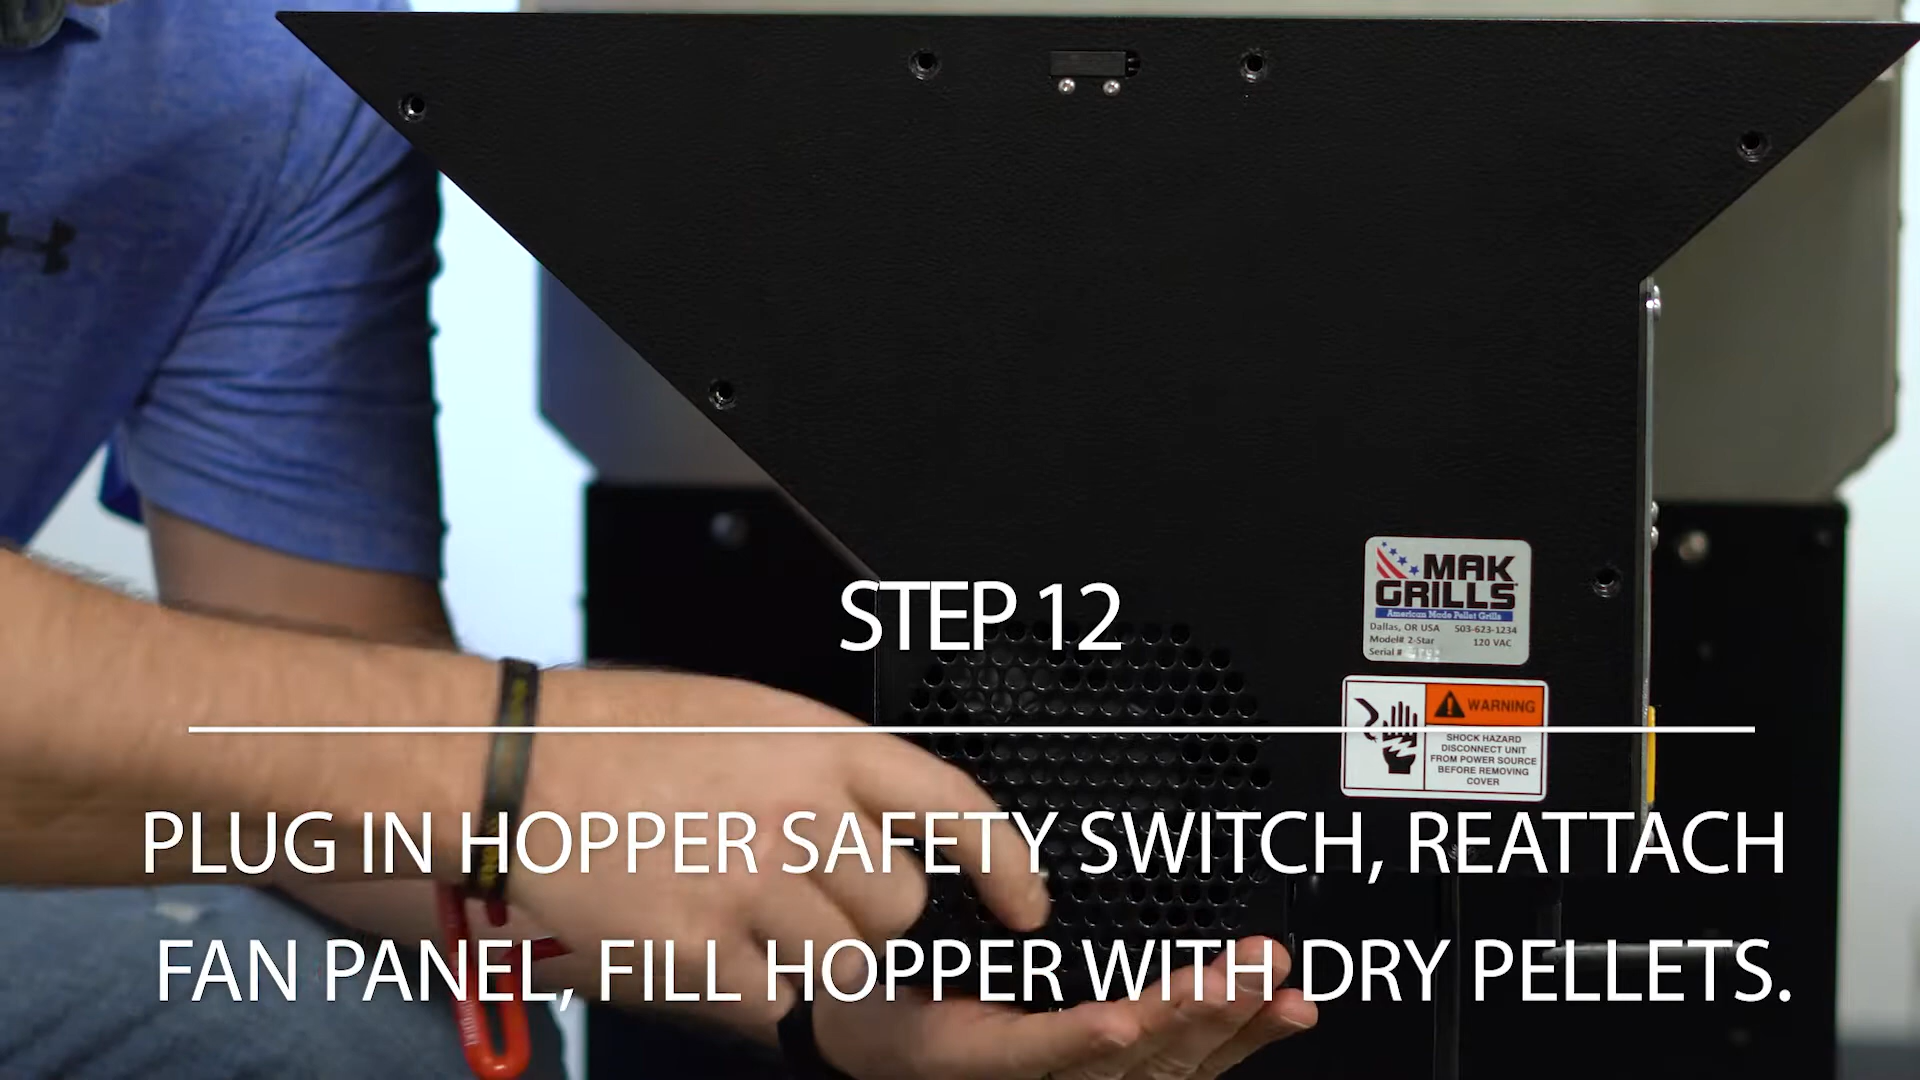 MAK
GRILLS
American Made Pellet Grills
Dallas, OR USA 503-623-1234
Model# 2-Star 120 VAC
Serial #
STEP 12
WARNING
SHOCK HAZARD
DISCONNECT UNIT
FROM POWER SOURCE
BEFORE REMOVING
COVER
PLUG IN HOPPER SAFETY SWITCH, REATTACH
FAN PANEL, FILL HOPPER WITH DRY PELLETS.